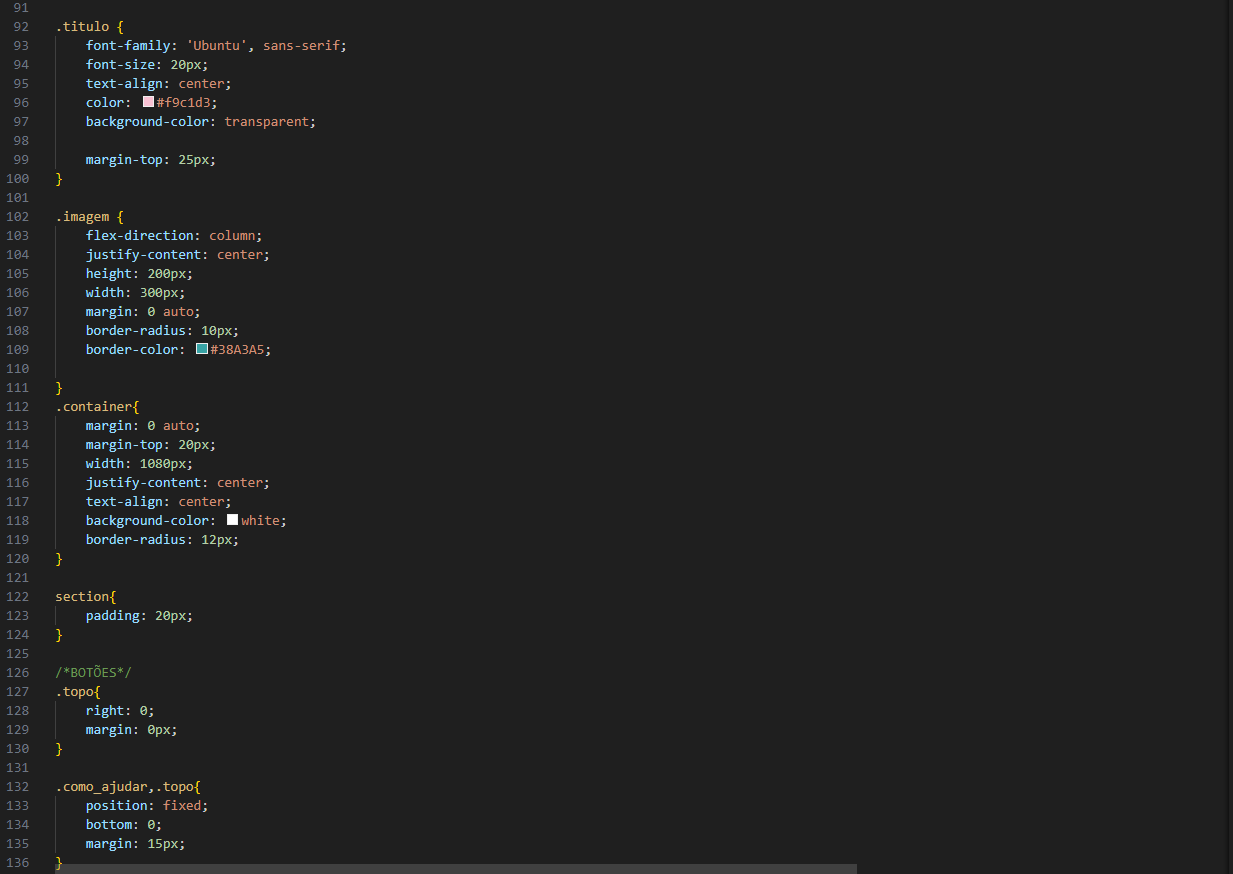 91
92 .titulo {
93 font-family: 'Ubuntu', sans-serif;
94 font-size: 20px;
95 text-align: center;
96 color: #f9c1d3;
97 background-color: transparent;
98
99 margin-top: 25px;
100 }
101
102 .imagem {
103 flex-direction: column;
104 justify-content: center;
105 height: 200px;
106 width: 300px;
107 margin: 0 auto;
108 border-radius: 10px;
109 border-color: #38A3A5;
110
111 }
112 .container{
113 margin: 0 auto;
114 margin-top: 20px;
115 width: 1080px;
116 justify-content: center;
117 text-align: center;
118 background-color: white;
119 border-radius: 12px;
120 }
121
122 section{
123 padding: 20px;
124 }
125
126 /*BOTÕES*/
127 .topo{
128 right: 0;
129 margin: 0px;
130 }
131
132 .como_ajudar,.topo{
133 position: fixed;
134 bottom: 0;
135 margin: 15px;
136 }